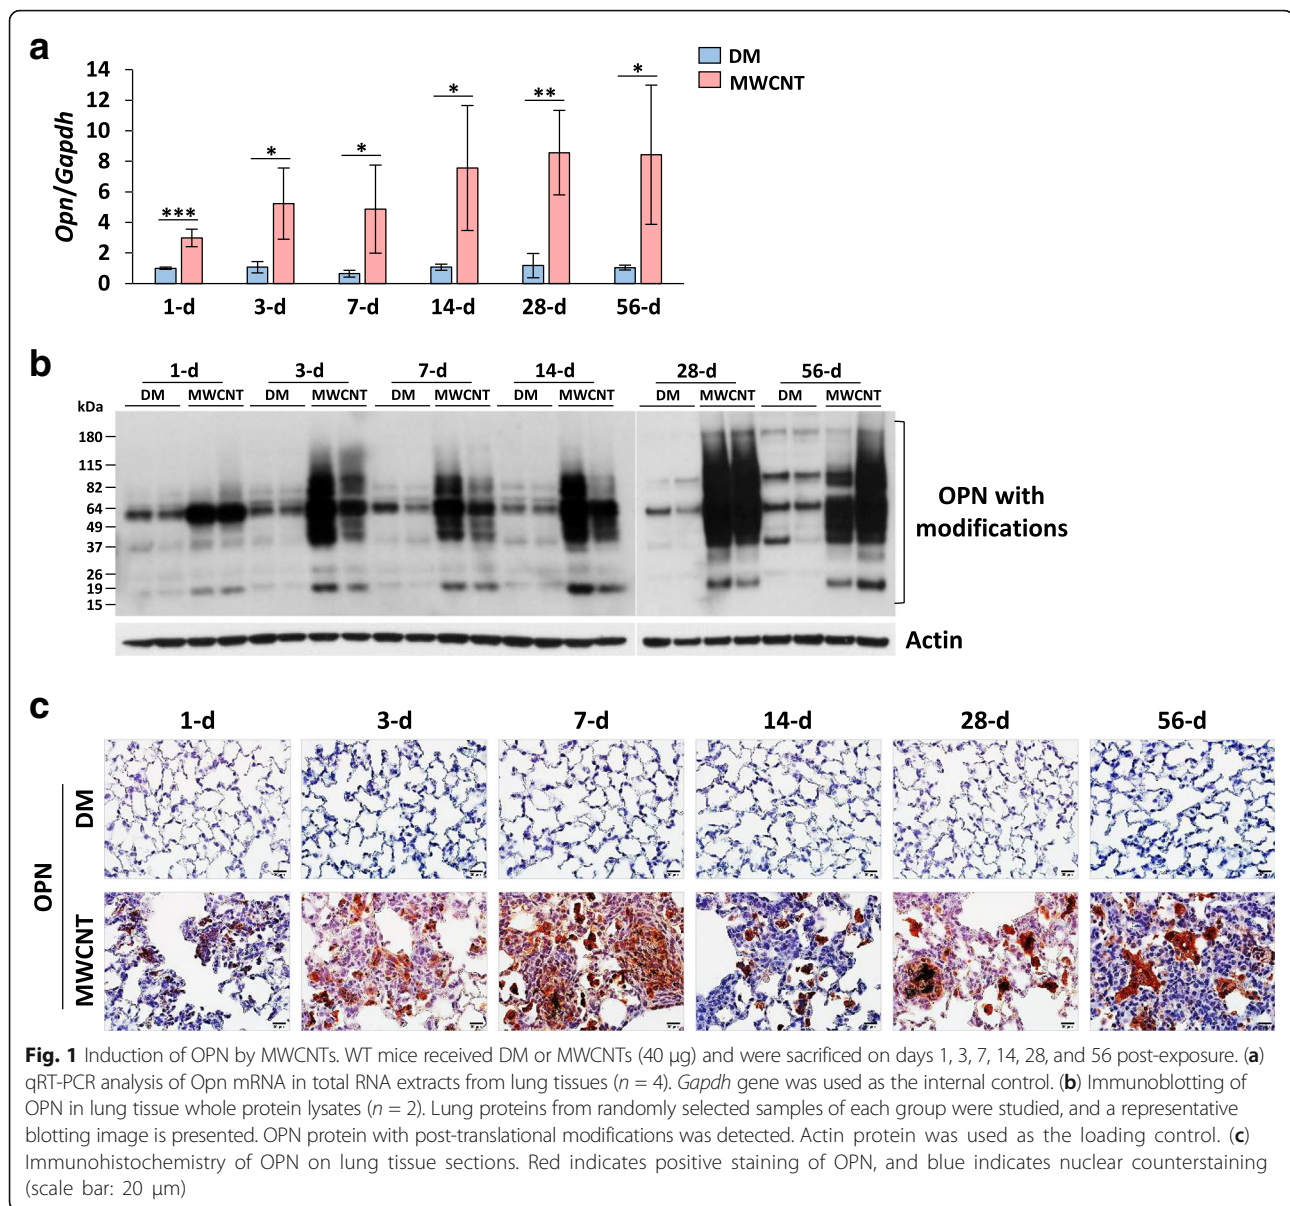 a
DM
MWCNT
14
12
10
8
6
4
2
0
Opn/Gapdh
***
*
*
*
**
*
1-d 3-d 7-d 14-d 28-d 56-d
b
1-d 3-d 7-d 14-d 28-d 56-d
DM MWCNT DM MWCNT DM MWCNT DM MWCNT DM MWCNT DM MWCNT
kDa
180
115
82
64
49
37
26
19
15
OPN with
modifications
Actin
c
1-d 3-d 7-d 14-d 28-d 56-d
OPN
DM
MWCNT
Fig. 1 Induction of OPN by MWCNTs. WT mice received DM or MWCNTs (40 μg) and were sacrificed on days 1, 3, 7, 14, 28, and 56 post-exposure. (a)
qRT-PCR analysis of Opn mRNA in total RNA extracts from lung tissues (n = 4). Gapdh gene was used as the internal control. (b) Immunoblotting of
OPN in lung tissue whole protein lysates (n = 2). Lung proteins from randomly selected samples of each group were studied, and a representative
blotting image is presented. OPN protein with post-translational modifications was detected. Actin protein was used as the loading control. (c)
Immunohistochemistry of OPN on lung tissue sections. Red indicates positive staining of OPN, and blue indicates nuclear counterstaining
(scale bar: 20 μm)